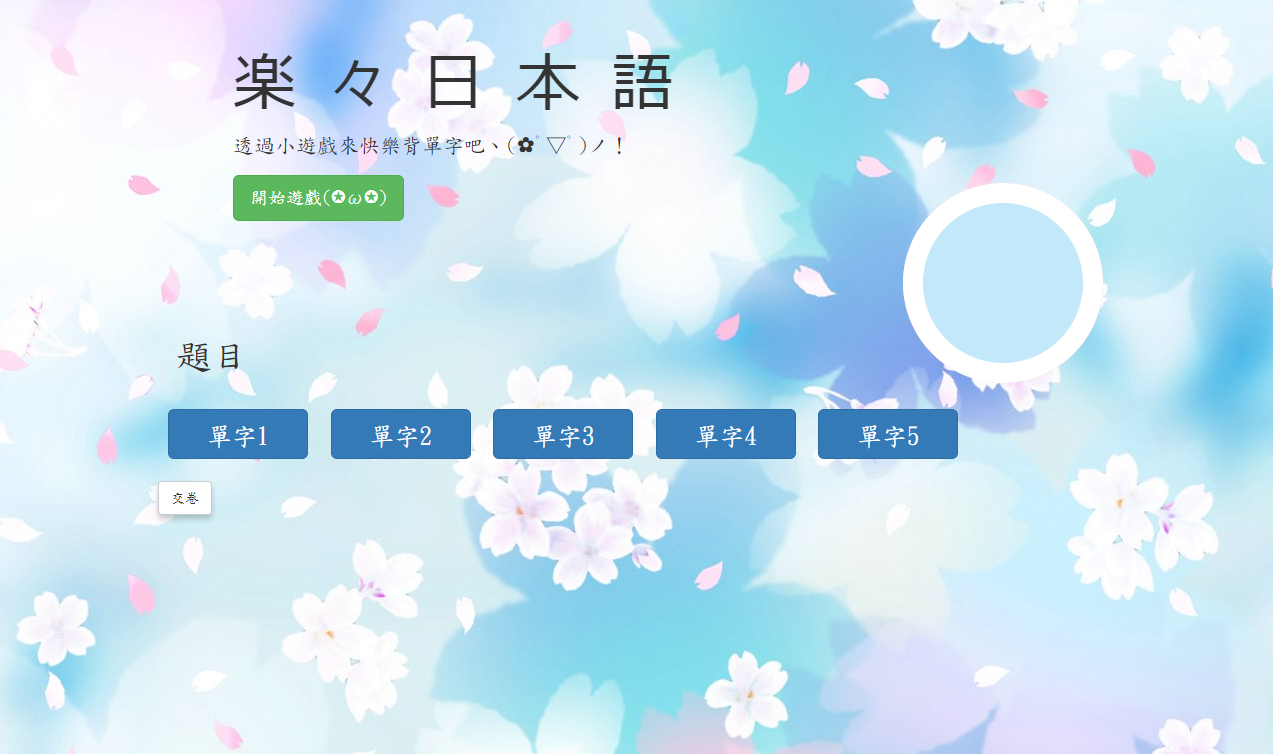 楽々日本語
透過小遊戲來快樂背單字吧ヽ(✿ﾟ▽ﾟ)ノ！
開始遊戲(✪ω✪)
題目
單字1 單字2 單字3 單字4 單字5
交卷